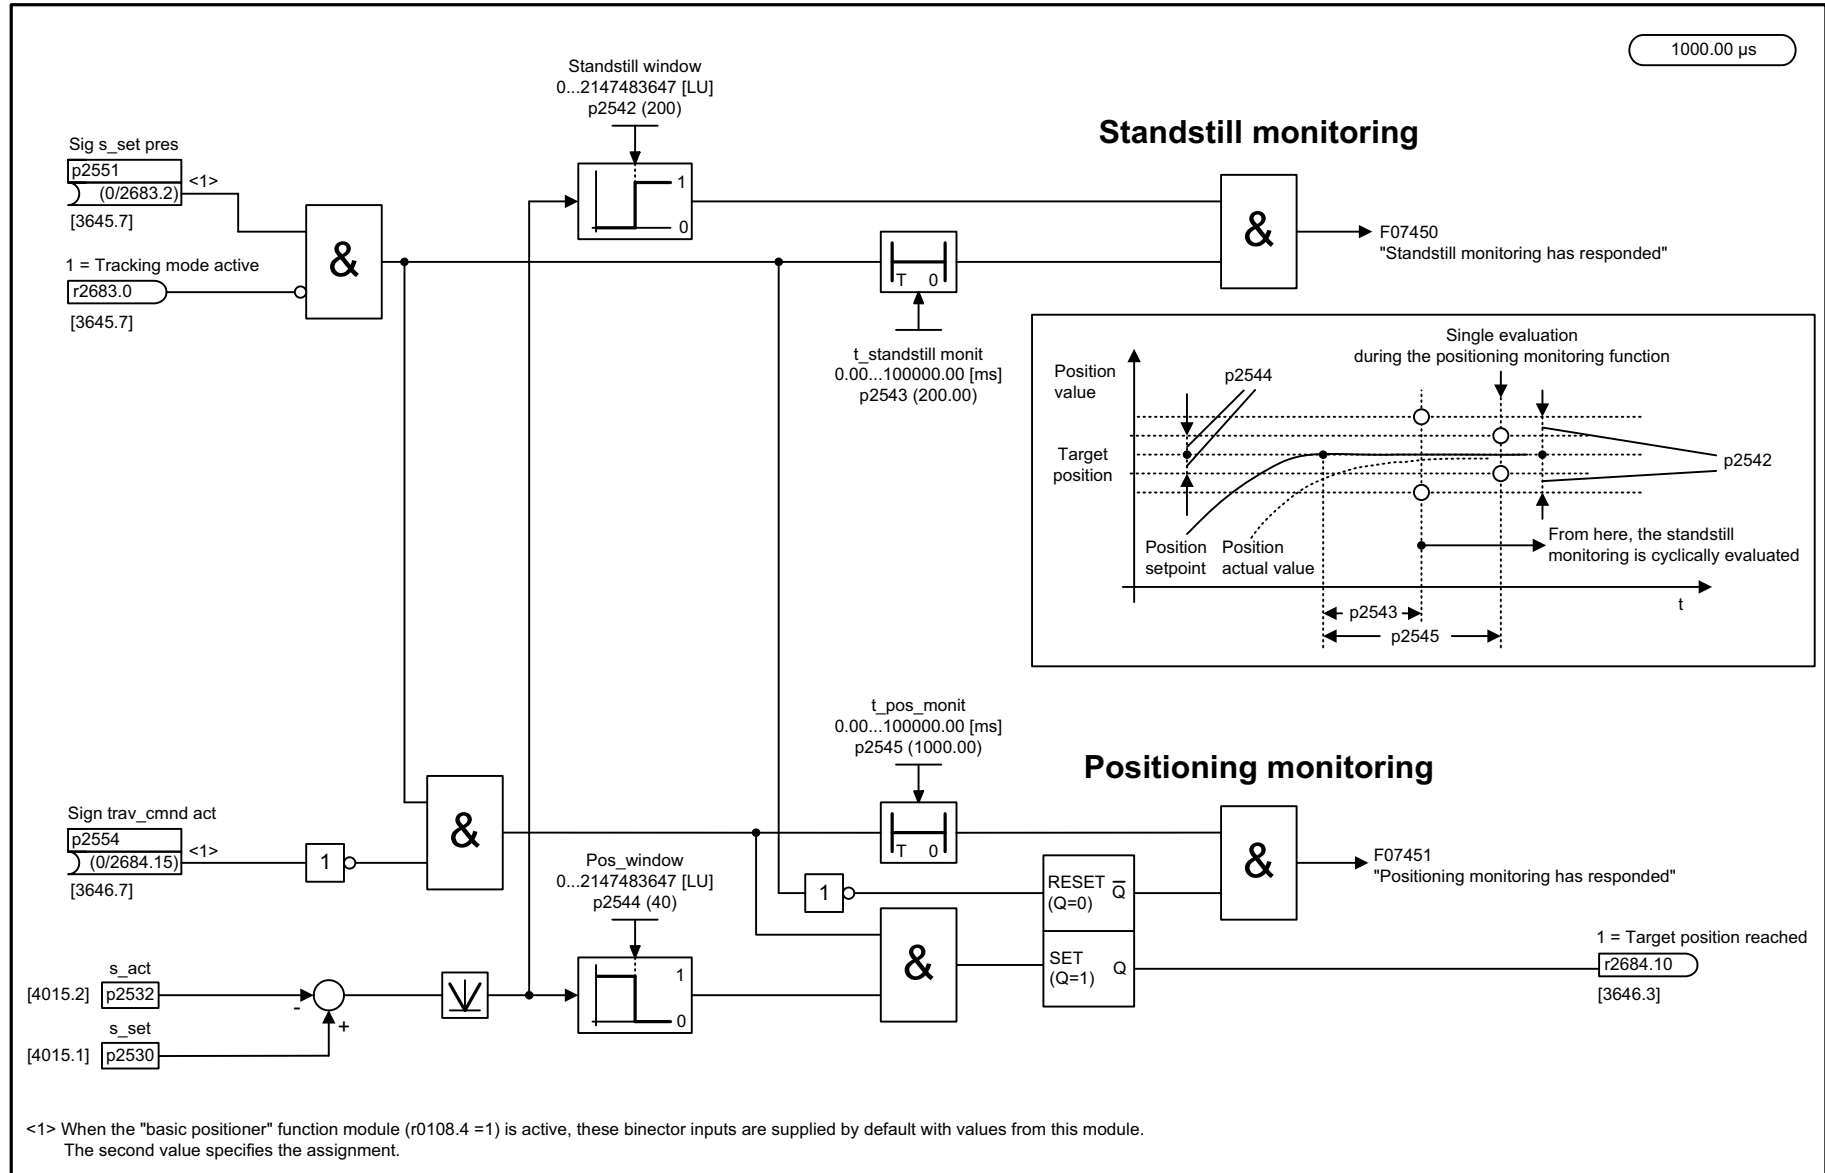 1000.00 µs
Standstill window
0...2147483647 [LU]
p2542 (200)
Standstill monitoring
Sig s_set pres
p2551
(0/2683.2)
<1>
[3645.7]
1
0
&
&
F07450
"Standstill monitoring has responded"
1 = Tracking mode active
r2683.0
[3645.7]
T 0
t_standstill monit
0.00...100000.00 [ms]
p2543 (200.00)
Single evaluation
during the positioning monitoring function
Position
value
p2544
Target
position
p2542
Position
setpoint
Position
actual value
From here, the standstill
monitoring is cyclically evaluated
t
p2543
p2545
t_pos_monit
0.00...100000.00 [ms]
p2545 (1000.00)
Positioning monitoring
Sign trav_cmnd act
p2554
(0/2684.15)
<1>
[3646.7]
1
&
T 0
&
F07451
"Positioning monitoring has responded"
Pos_window
0...2147483647 [LU]
p2544 (40)
1
RESET Q̅
(Q=0)
SET
(Q=1) Q
&
1 = Target position reached
r2684.10
[3646.3]
1
0
s_act
[4015.2] p2532
-
+
s_set
[4015.1] p2530
<1> When the "basic positioner" function module (r0108.4 =1) is active, these binector inputs are supplied by default with values from this module.
The second value specifies the assignment.